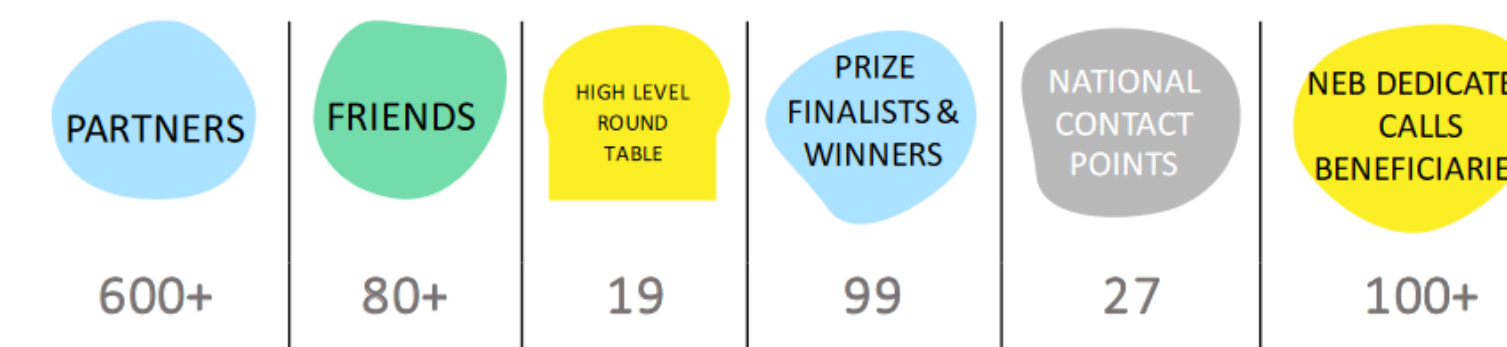 PARTNERS
FRIENDS
HIGH LEVEL
ROUND
TABLE
PRIZE
FINALISTS &
WINNERS
NATIONAL
CONTACT
POINTS
NEB DEDICATE
CALLS
BENEFICIARIE
600+
80+
19
99
27
100+